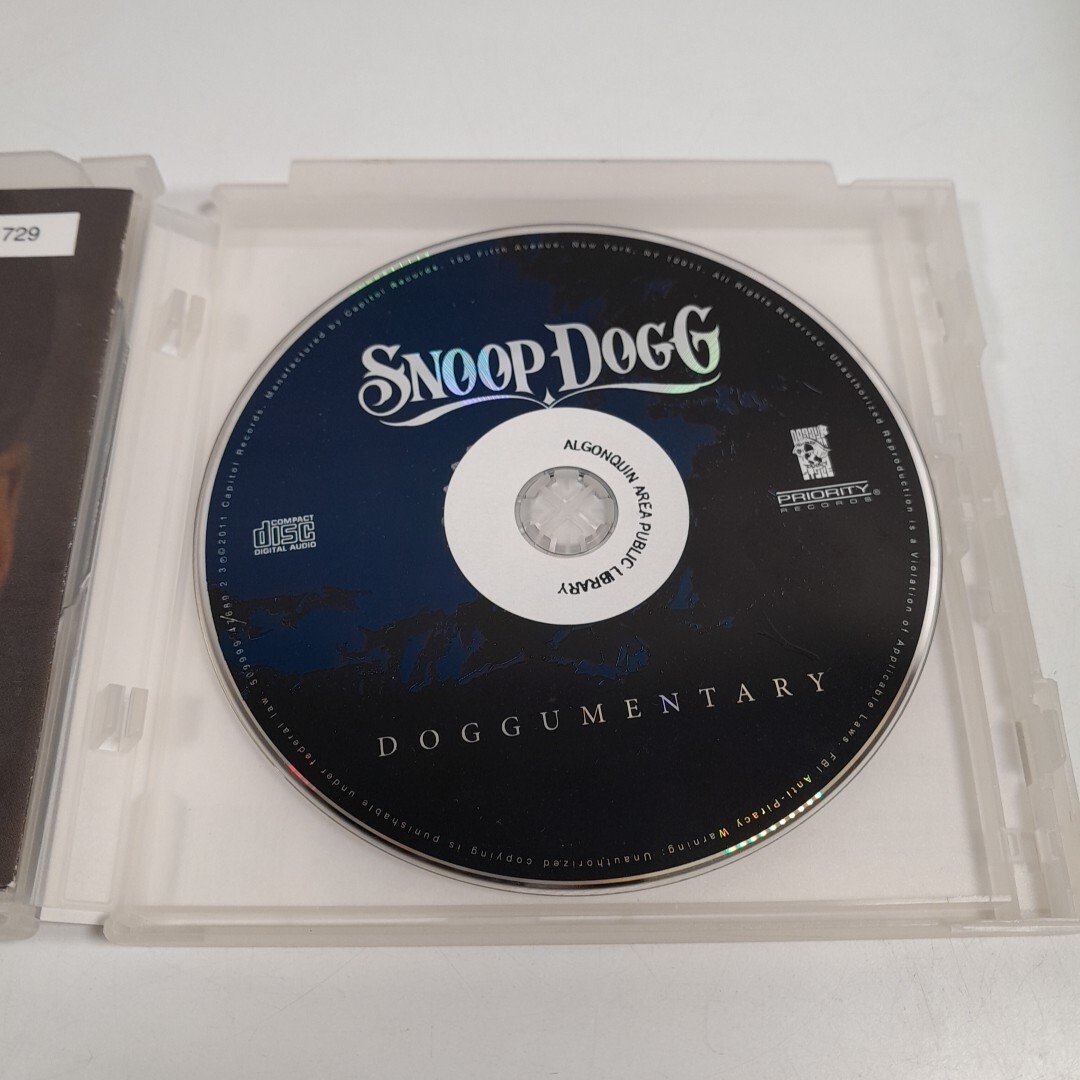 729
SNOOP DOGG
ALGONQUIN AREA PUBLIC LIBRARY
COMPACT
disc
DIGITAL AUDIO
PRIORITY®
RECORDS
DOGGUMENTARY
℗©2011 Capitol Records. Manufactured by Capitol Records, 150 Fifth Avenue, New York, NY 10011. All Rights Reserved. Unauthorized Reproduction is a Violation of Applicable Laws. FBI Anti-Piracy Warning: Unauthorized copying is punishable under federal law.